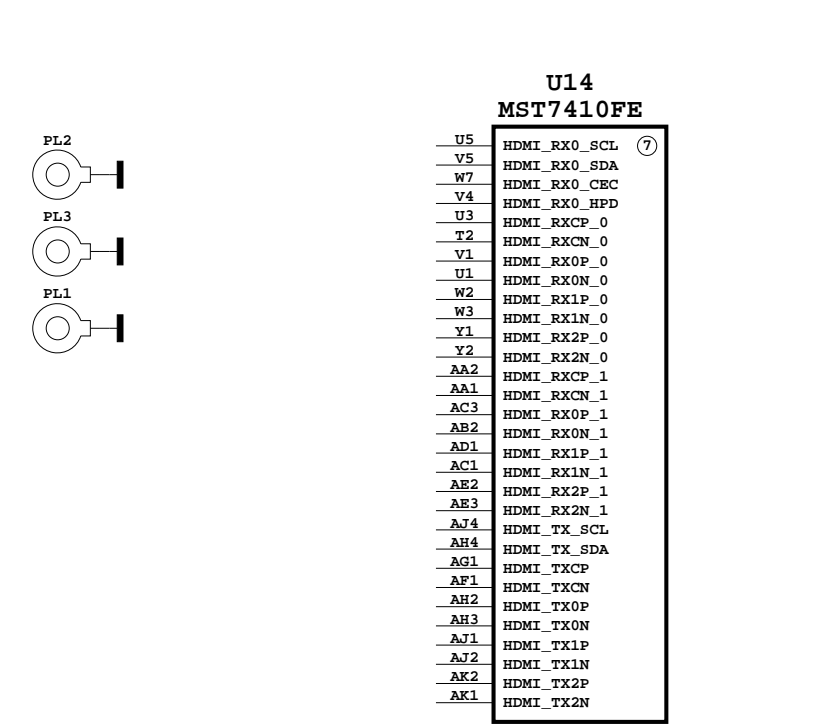 U14
MST7410FE
PL2
PL3
PL1
7
U5 HDMI_RX0_SCL
V5 HDMI_RX0_SDA
W7 HDMI_RX0_CEC
V4 HDMI_RX0_HPD
U3 HDMI_RXCP_0
T2 HDMI_RXCN_0
V1 HDMI_RX0P_0
U1 HDMI_RX0N_0
W2 HDMI_RX1P_0
W3 HDMI_RX1N_0
Y1 HDMI_RX2P_0
Y2 HDMI_RX2N_0
AA2 HDMI_RXCP_1
AA1 HDMI_RXCN_1
AC3 HDMI_RX0P_1
AB2 HDMI_RX0N_1
AD1 HDMI_RX1P_1
AC1 HDMI_RX1N_1
AE2 HDMI_RX2P_1
AE3 HDMI_RX2N_1
AJ4 HDMI_TX_SCL
AH4 HDMI_TX_SDA
AG1 HDMI_TXCP
AF1 HDMI_TXCN
AH2 HDMI_TX0P
AH3 HDMI_TX0N
AJ1 HDMI_TX1P
AJ2 HDMI_TX1N
AK2 HDMI_TX2P
AK1 HDMI_TX2N